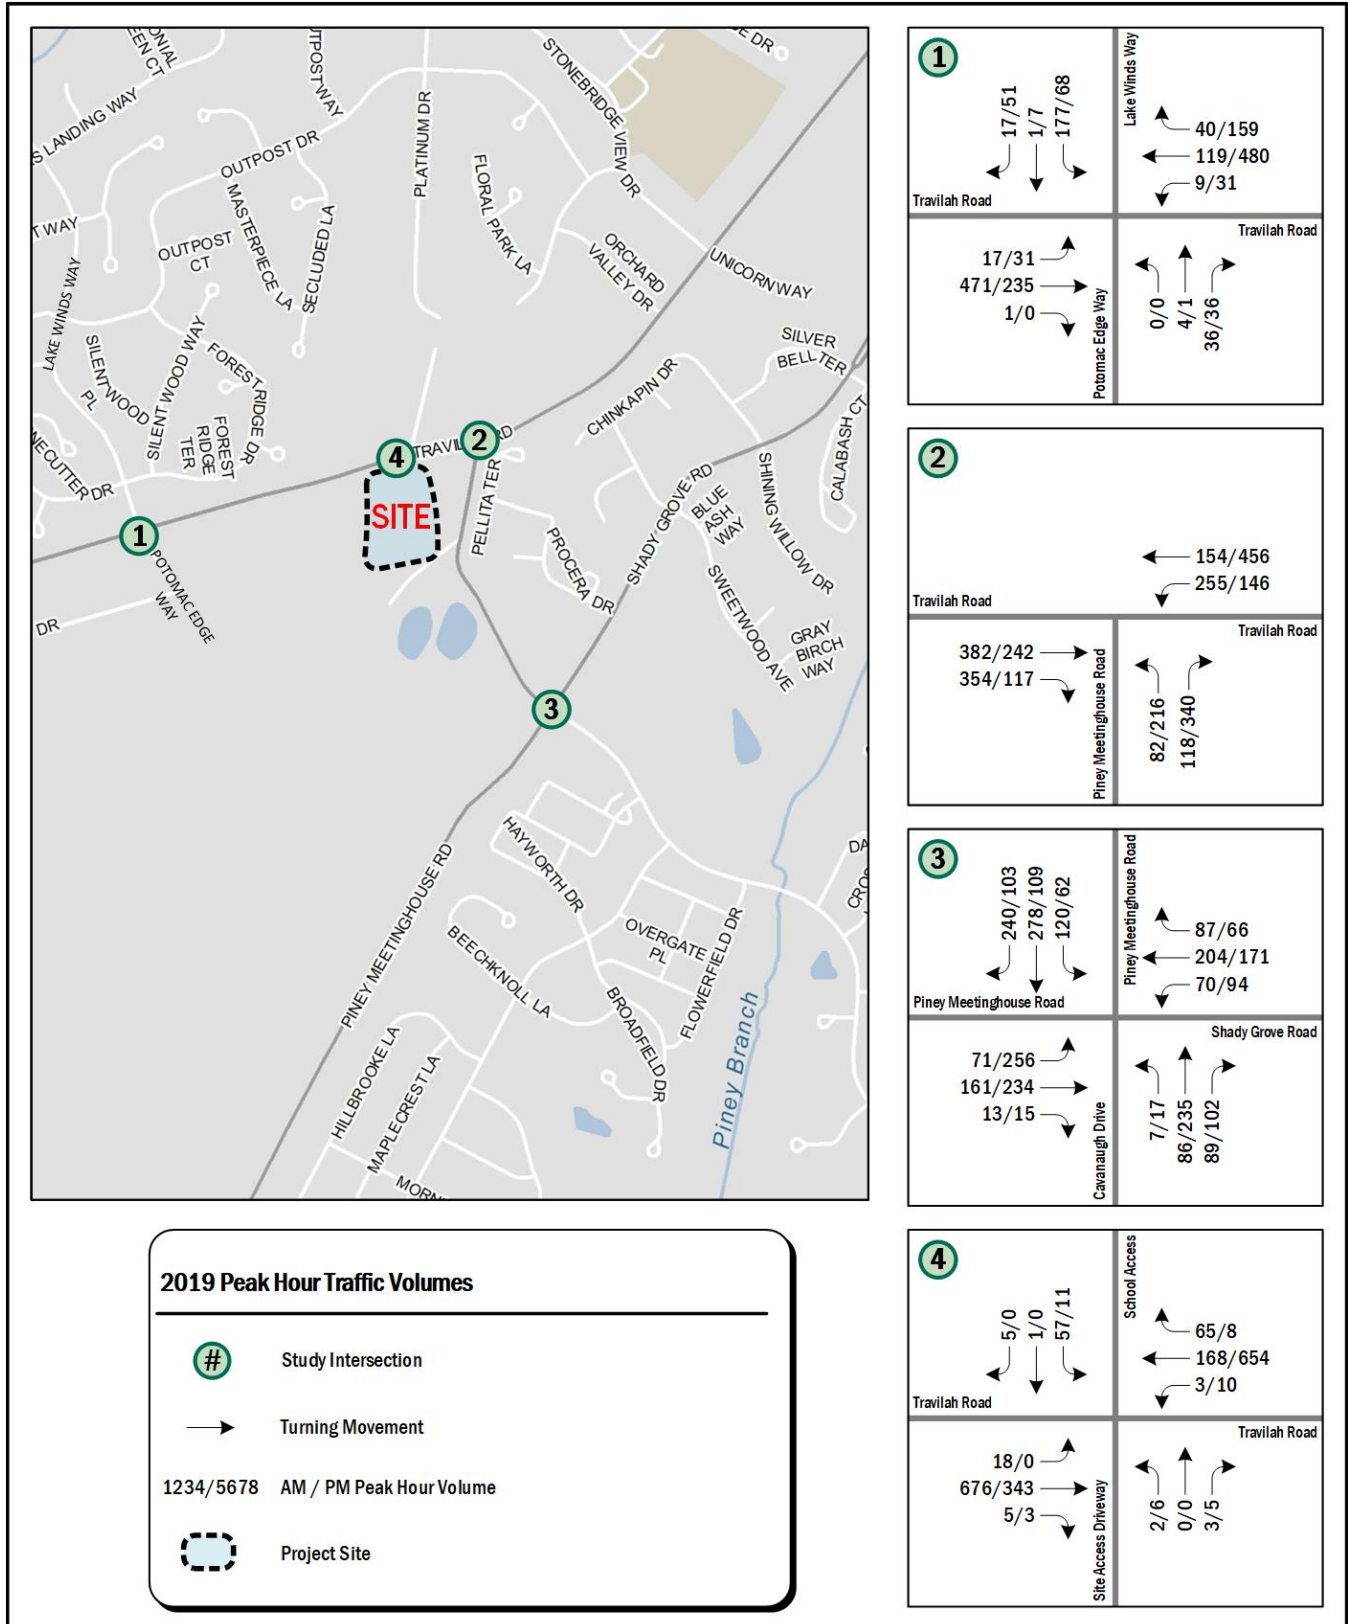 ONIAL
EEN CT
S LANDING WAY
UTPOST WAY
OUTPOST DR
PLATINUM DR
STONEBRIDGE VIEW DR
E DR
FLORAL PARK LA
MASTERPIECE LA
SECLUDED LA
T WAY
OUTPOST
CT
ORCHARD
VALLEY DR
UNICORN WAY
LAKE WINDS WAY
SILENTWOOD
PL
SILENT WOOD WAY
FOREST RIDGE DR
FOREST
RIDGE
TER
SILVER
BELL TER
CHINKAPIN DR
CALABASH CT
NECUTTER DR
4
TRAVIL
RD
2
SITE
PELLITA TER
SHADY GROVE RD
BLUE
ASH
WAY
SHINING WILLOW DR
1
POTOMAC EDGE
WAY
PROCERA DR
SWEETWOOD AVE
GRAY
BIRCH
WAY
DR
3
HAYWORTH DR
PINEY MEETINGHOUSE RD
DA
CRO
OVERGATE
PL
FLOWERFIELD DR
BEECHKNOLL LA
BROADFIELD DR
Piney Branch
HILLBROOKE LA
MAPLECREST LA
MORN
1
17/51
1/7
177/68
Lake Winds Way
40/159
119/480
9/31
Travilah Road
Travilah Road
17/31
471/235
1/0
Potomac Edge Way
0/0
4/1
36/36
2
154/456
255/146
Travilah Road
Travilah Road
382/242
354/117
Piney Meetinghouse Road
82/216
118/340
3
240/103
278/109
120/62
Piney Meetinghouse Road
87/66
204/171
70/94
Piney Meetinghouse Road
Shady Grove Road
71/256
161/234
13/15
Cavanaugh Drive
7/17
86/235
89/102
4
5/0
1/0
57/11
School Access
65/8
168/654
3/10
Travilah Road
Travilah Road
18/0
676/343
5/3
Site Access Driveway
2/6
0/0
3/5
2019 Peak Hour Traffic Volumes
# Study Intersection
Turning Movement
1234/5678 AM / PM Peak Hour Volume
Project Site